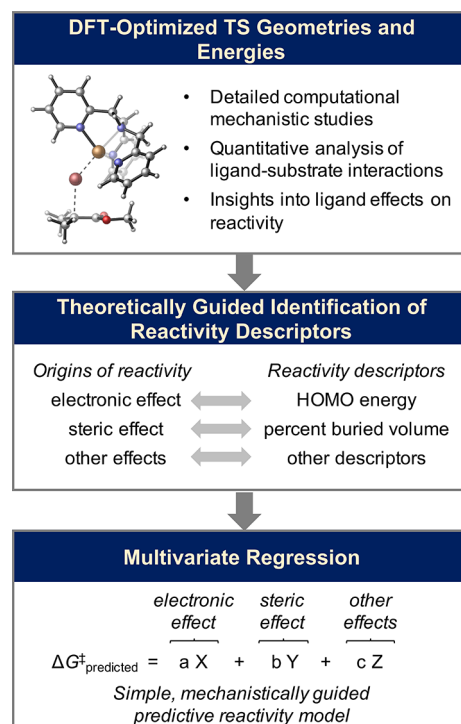 DFT-Optimized TS Geometries and
Energies
• Detailed computational
mechanistic studies
• Quantitative analysis of
ligand-substrate interactions
• Insights into ligand effects on
reactivity
Theoretically Guided Identification of
Reactivity Descriptors
Origins of reactivity Reactivity descriptors
electronic effect HOMO energy
steric effect percent buried volume
other effects other descriptors
Multivariate Regression
electronic steric other
effect effect effects
ΔG‡predicted = a X + b Y + c Z
Simple, mechanistically guided
predictive reactivity model